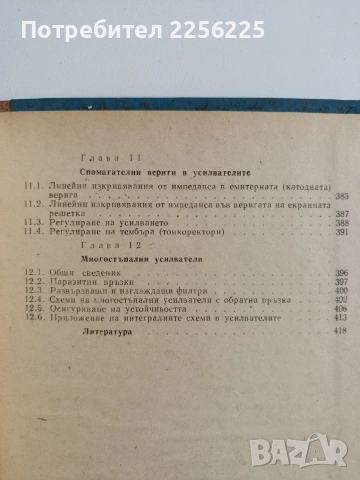 Потребител 2256225
Глава 11
Спомагателни вериги в усилвателите
11.1. Линейни изкривявания от импеданса в емитерната (катодната)
верига . . . . . . . . . . 383
11.2. Линейни изкривявания от импеданса във веригата на екранната
решетка . . . . . . . . . . 387
11.3. Регулиране на усилването . . . . . . . . . . 388
11.4. Регулиране на тембъра (тонкоректори) . . . . . . . . . . 391
Глава 12
Многостъпални усилватели
12.1. Общи сведения . . . . . . . . . . 396
12.2. Паразитни връзки . . . . . . . . . . 397
12.3. Развързващи и изглаждащи филтри . . . . . . . . . . 400
12.4. Схеми на многостъпални усилватели с обратна връзка . . 402
12.5. Осигуряване на устойчивостта . . . . . . . . . . 406
12.6. Приложение на интегралните схеми в усилвателите . . . . 413
Литература . . . . . . . . . . 418
bazar